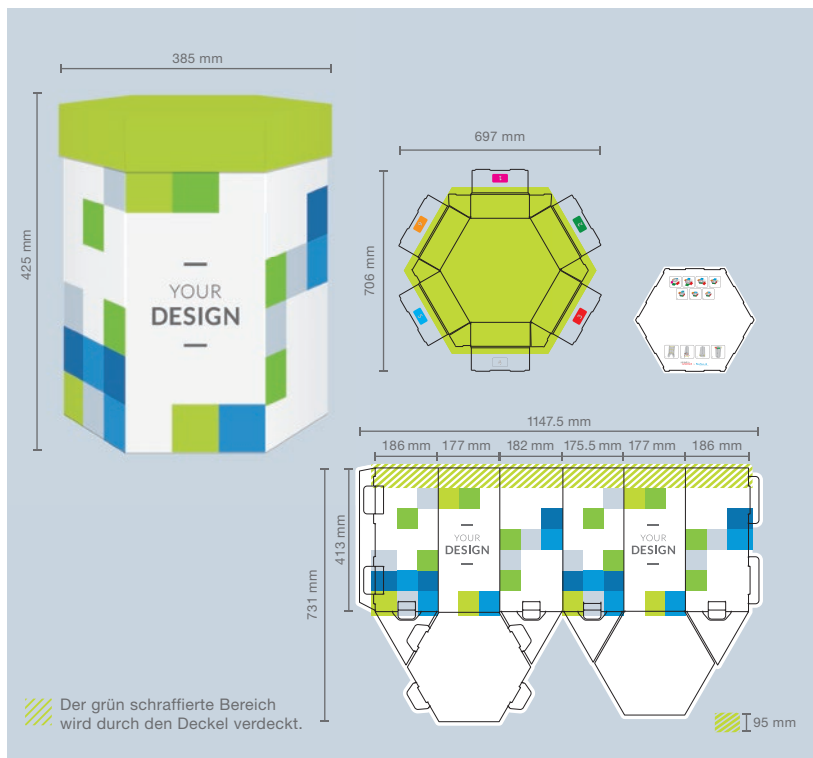 385 mm
425 mm
YOUR
DESIGN
697 mm
706 mm
1
1147.5 mm
186 mm 177 mm 182 mm 175.5 mm 177 mm 186 mm
413 mm
731 mm
YOUR
DESIGN
YOUR
DESIGN
Der grün schraffierte Bereich
wird durch den Deckel verdeckt.
95 mm